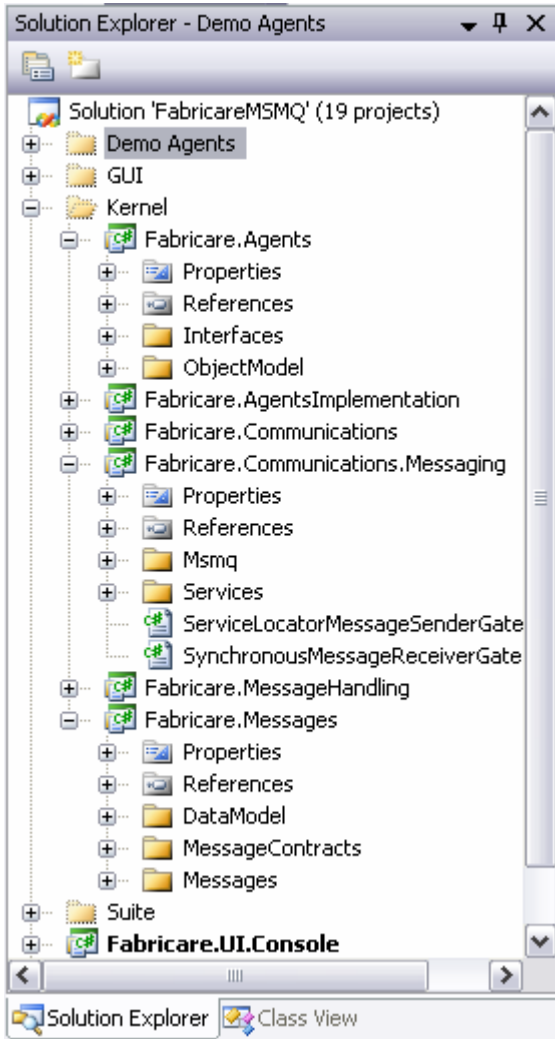 Solution Explorer - Demo Agents
Solution 'FabricareMSMQ' (19 projects)
Demo Agents
GUI
Kernel
Fabricare.Agents
Properties
References
Interfaces
ObjectModel
Fabricare.AgentsImplementation
Fabricare.Communications
Fabricare.Communications.Messaging
Properties
References
Msmq
Services
ServiceLocatorMessageSenderGate
SynchronousMessageReceiverGate
Fabricare.MessageHandling
Fabricare.Messages
Properties
References
DataModel
MessageContracts
Messages
Suite
Fabricare.UI.Console
Solution Explorer Class View